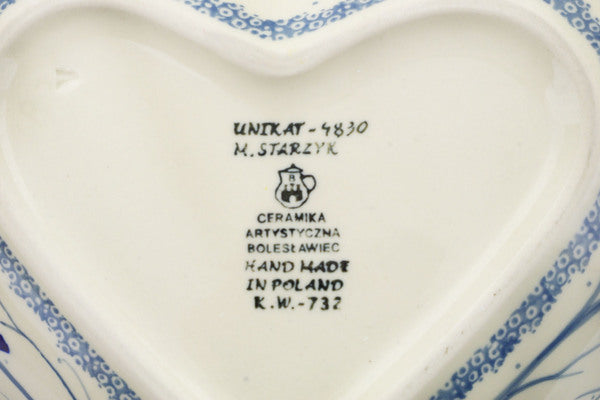 UNIKAT-4830
M. STARZYK
B
CERAMIKA
ARTYSTYCZNA
BOLESŁAWIEC
HAND MADE
IN POLAND
K.W.-732